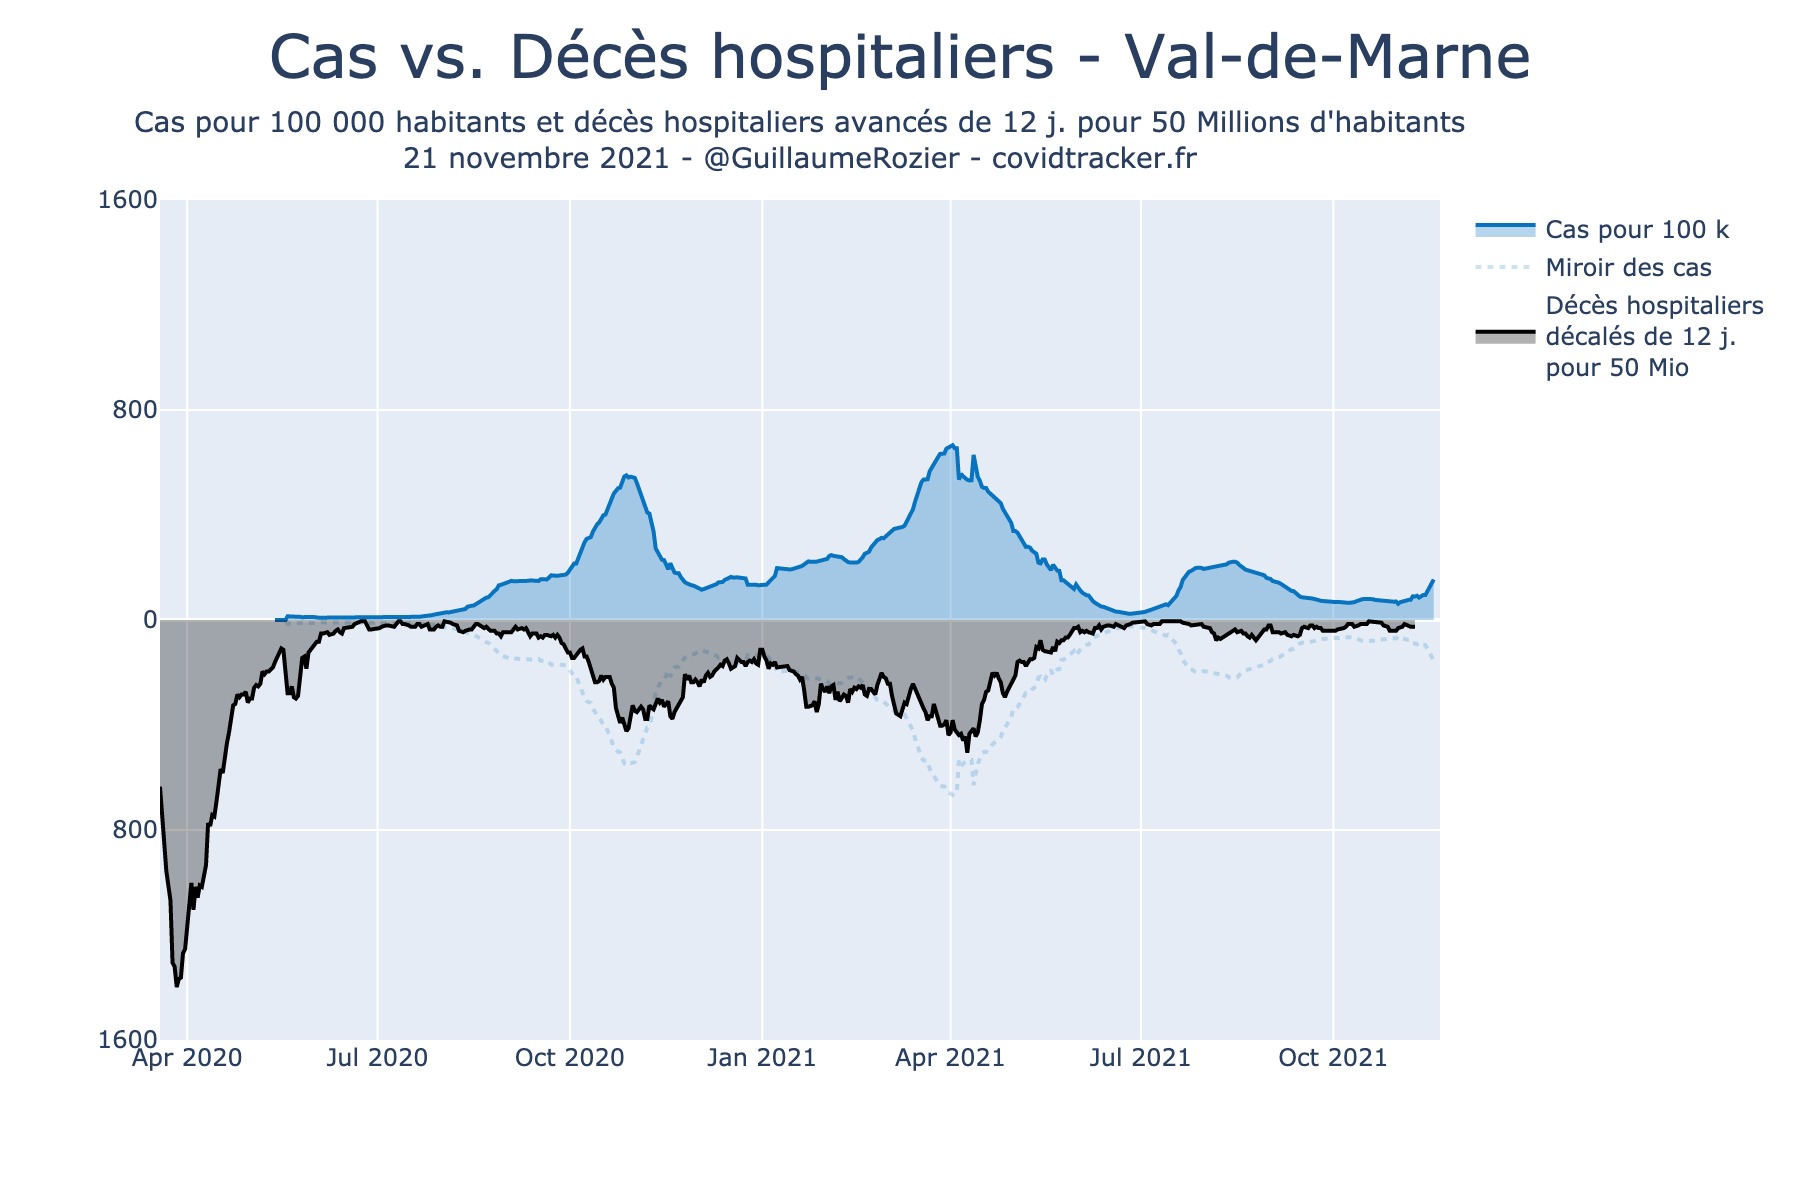 Cas vs. Décès hospitaliers - Val-de-Marne
Cas pour 100 000 habitants et décès hospitaliers avancés de 12 j. pour 50 Millions d'habitants
21 novembre 2021 - @GuillaumeRozier - covidtracker.fr
1600
800
0
800
1600
Apr 2020
Jul 2020
Oct 2020
Jan 2021
Apr 2021
Jul 2021
Oct 2021
Cas pour 100 k
Miroir des cas
Décès hospitaliers
décalés de 12 j.
pour 50 Mio